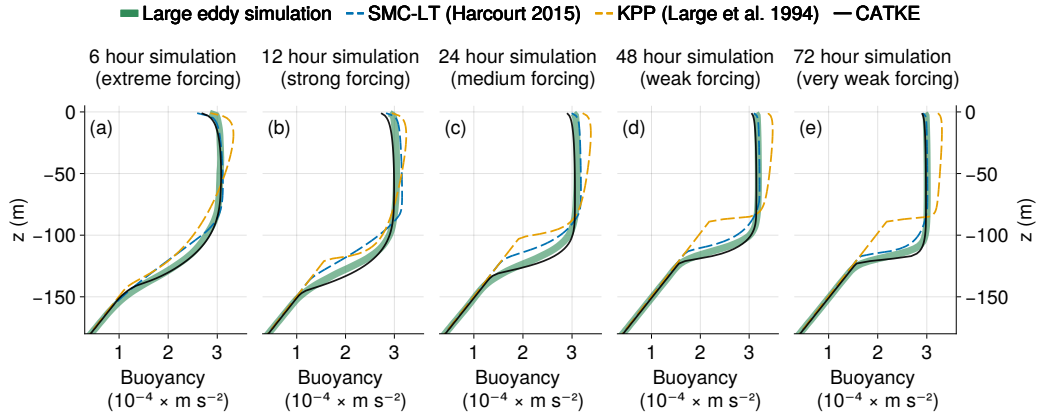 Large eddy simulation SMC-LT (Harcourt 2015) KPP (Large et al. 1994) CATKE
6 hour simulation 12 hour simulation 24 hour simulation 48 hour simulation 72 hour simulation
(extreme forcing) (strong forcing) (medium forcing) (weak forcing) (very weak forcing)
0 (a) (b) (c) (d) (e) 0
−50 −50
z (m) z (m)
−100 −100
−150 −150
1 2 3 1 2 3 1 2 3 1 2 3 1 2 3
Buoyancy Buoyancy Buoyancy Buoyancy Buoyancy
(10⁻⁴ × m s⁻²) (10⁻⁴ × m s⁻²) (10⁻⁴ × m s⁻²) (10⁻⁴ × m s⁻²) (10⁻⁴ × m s⁻²)